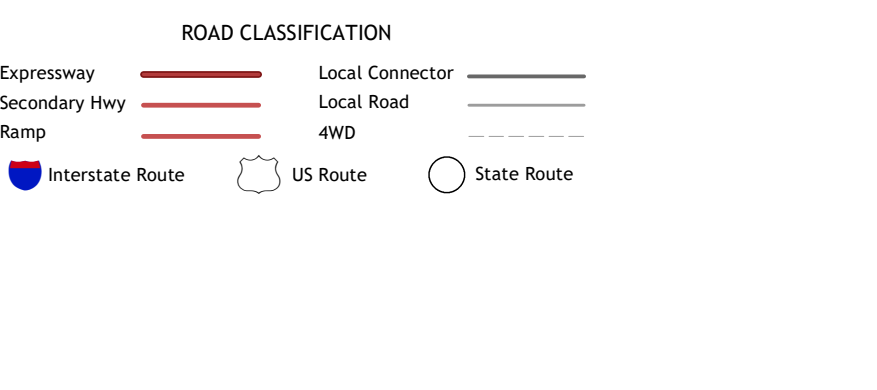 ROAD CLASSIFICATION
Expressway
Local Connector
Secondary Hwy
Local Road
Ramp
4WD
Interstate Route
US Route
State Route